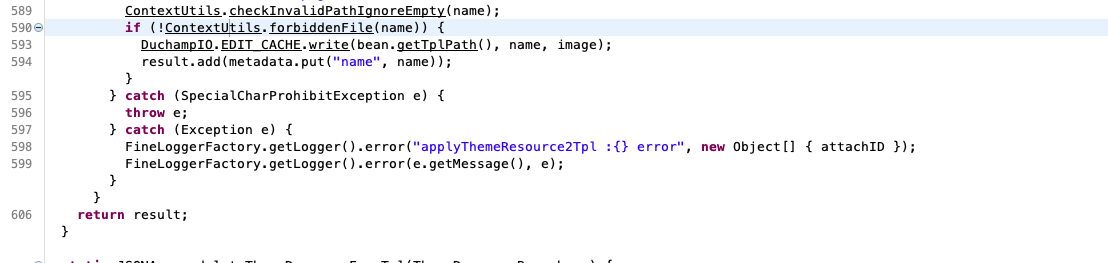 589 ContextUtils.checkInvalidPathIgnoreEmpty(name);
590 if (!ContextUtils.forbiddenFile(name)) {
593 DuchampIO.EDIT_CACHE.write(bean.getTplPath(), name, image);
594 result.add(metadata.put("name", name));
}
595 } catch (SpecialCharProhibitException e) {
596 throw e;
597 } catch (Exception e) {
598 FineLoggerFactory.getLogger().error("applyThemeResource2Tpl :{} error", new Object[] { attachID });
599 FineLoggerFactory.getLogger().error(e.getMessage(), e);
}
}
606 return result;
}